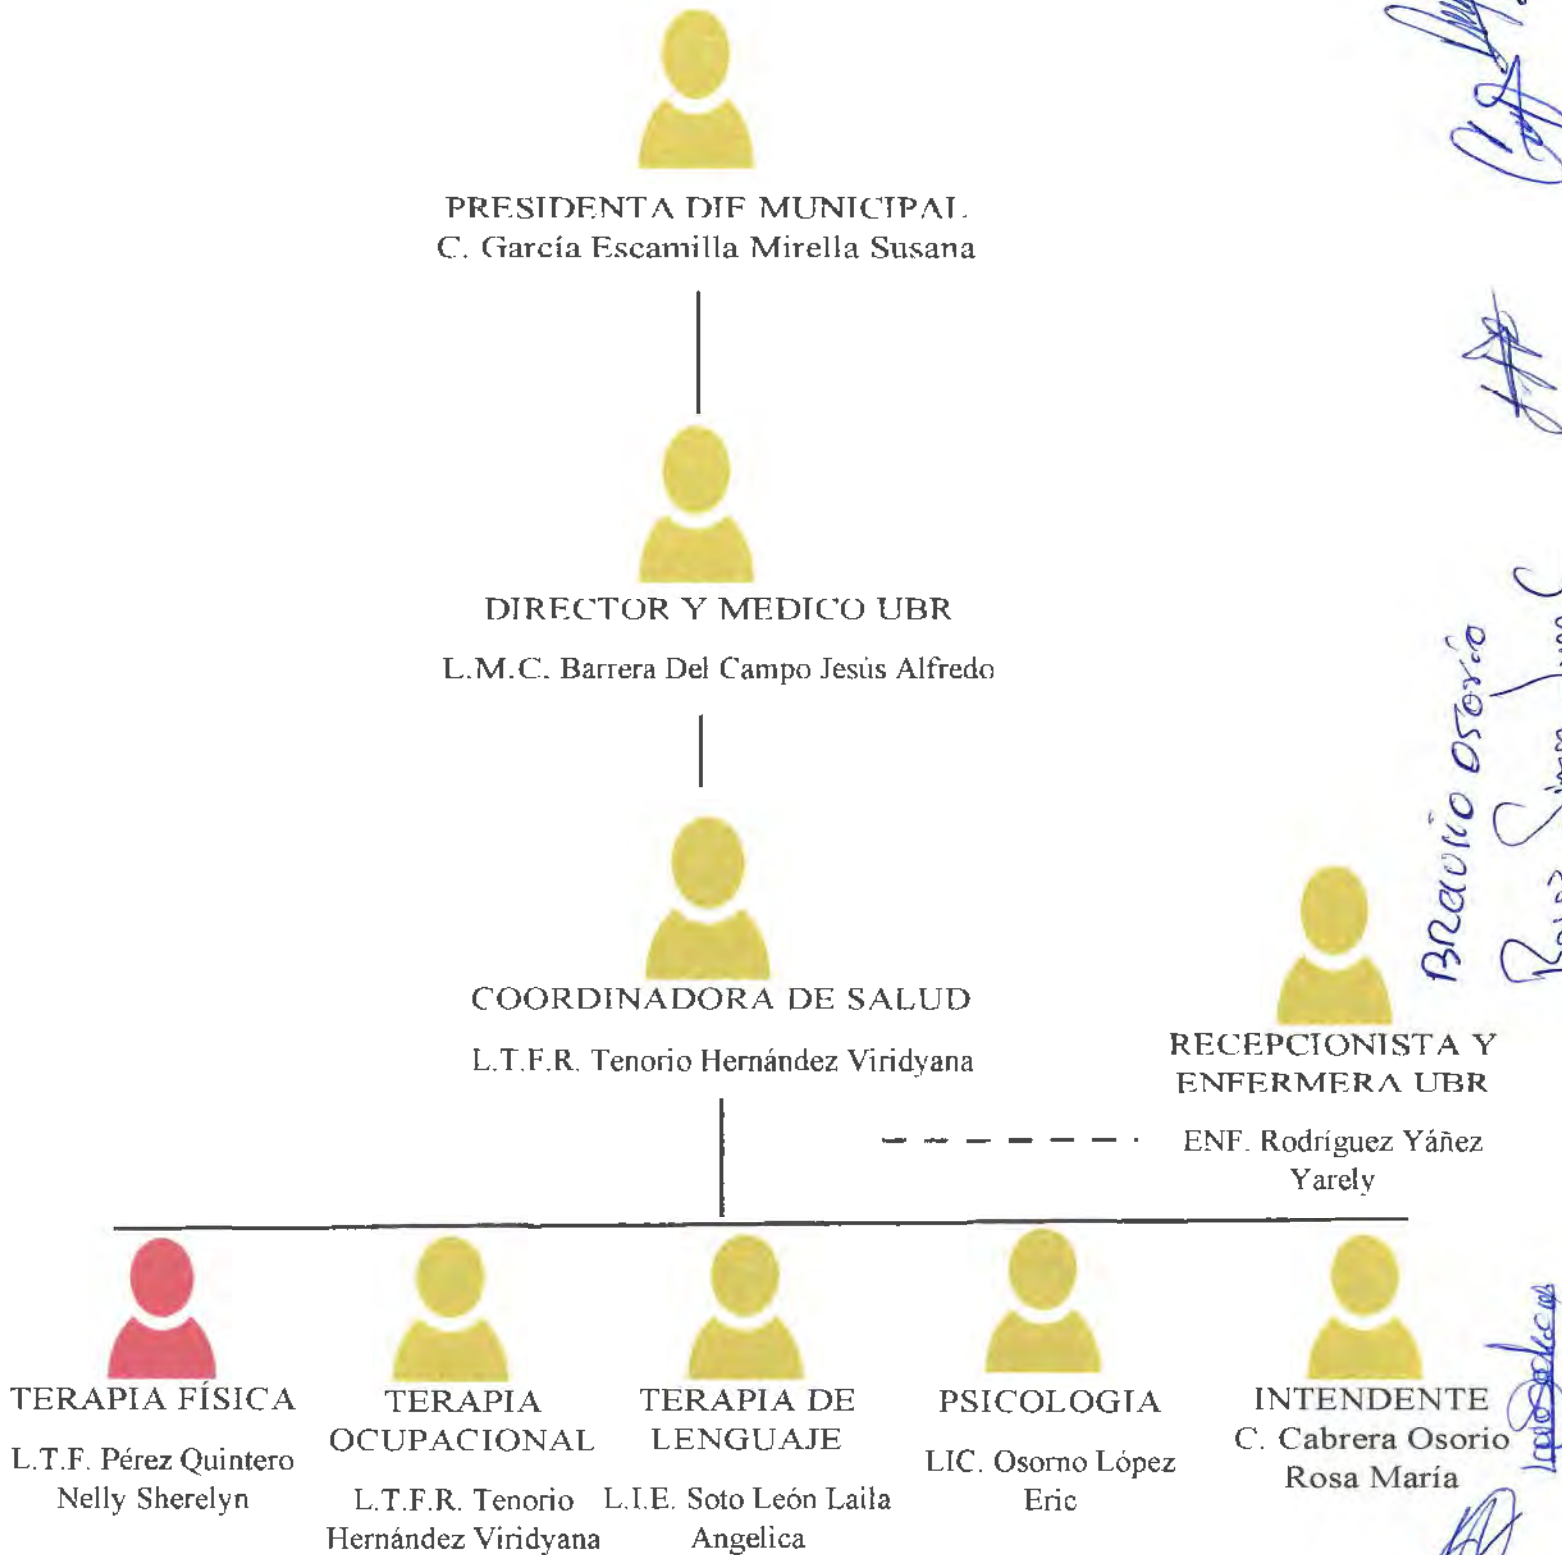 PRESIDENTA DIF MUNICIPAL
C. García Escamilla Mirella Susana
DIRECTOR Y MEDICO UBR
L.M.C. Barrera Del Campo Jesús Alfredo
COORDINADORA DE SALUD
L.T.F.R. Tenorio Hernández Viridyana
RECEPCIONISTA Y
ENFERMERA UBR
ENF. Rodríguez Yáñez
Yarely
TERAPIA FÍSICA
L.T.F. Pérez Quintero
Nelly Sherelyn
TERAPIA
OCUPACIONAL
L.T.F.R. Tenorio
Hernández Viridyana
TERAPIA DE
LENGUAJE
L.I.E. Soto León Laila
Angelica
PSICOLOGIA
LIC. Osorno López
Eric
INTENDENTE
C. Cabrera Osorio
Rosa María
Osorio